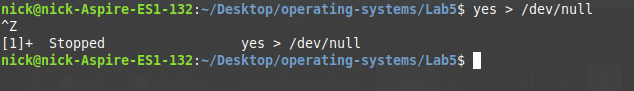 nick@nick-Aspire-ES1-132:~/Desktop/operating-systems/Lab5$ yes > /dev/null
^Z
[1]+  Stopped                 yes > /dev/null
nick@nick-Aspire-ES1-132:~/Desktop/operating-systems/Lab5$